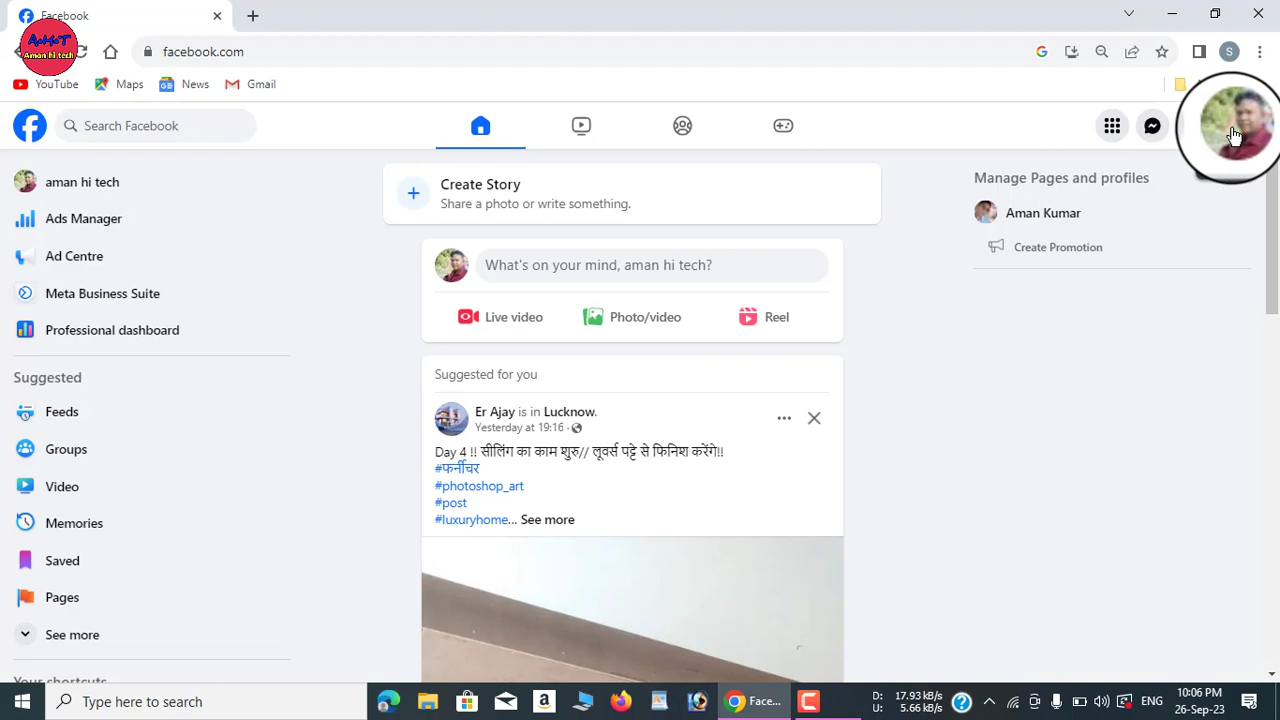 Facebook
AHT
Aman hi tech
facebook.com
S
YouTube
Maps
News
Gmail
Search Facebook
aman hi tech
Ads Manager
Ad Centre
Meta Business Suite
Professional dashboard
Suggested
Feeds
Groups
Video
Memories
Saved
Pages
See more
Your shortcuts
Create Story
Share a photo or write something.
What's on your mind, aman hi tech?
Live video
Photo/video
Reel
Suggested for you
Er Ajay is in Lucknow.
Yesterday at 19:16 ·
Day 4 !! सीलिंग का काम शुरु// लूवर्स पट्टे से फिनिश करेंगे!!
#फर्नीचर
#photoshop_art
#post
#luxuryhome... See more
Manage Pages and profiles
Aman Kumar
Create Promotion
Type here to search
Face...
D: 17.93 kB/s
U: 5.66 kB/s
ENG
10:06 PM
26-Sep-23